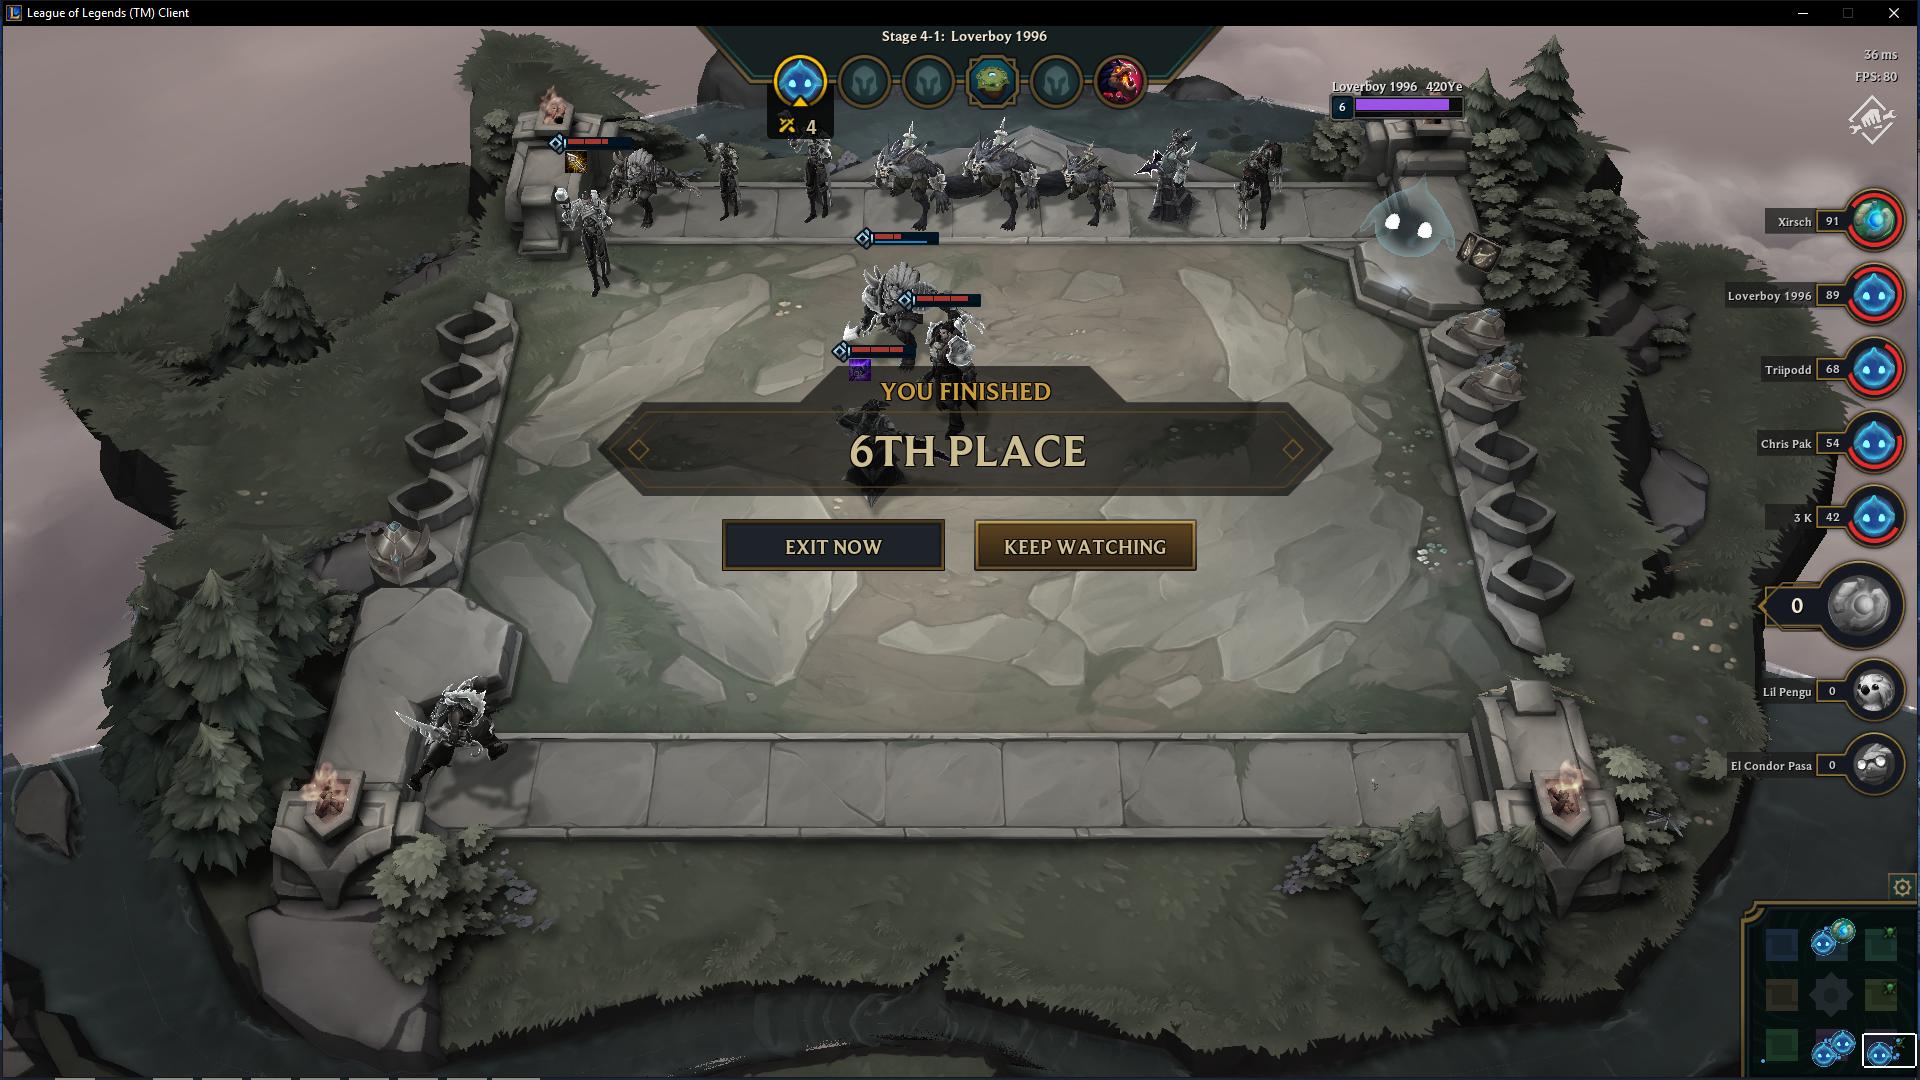 League of Legends (TM) Client
Stage 4-1: Loverboy 1996
36 ms
FPS: 80
4
Loverboy 1996 420Ye
6
Xirsch 91
Loverboy 1996 89
Triipodd 68
Chris Pak 54
3 K 42
0
Lil Pengu 0
El Condor Pasa 0
YOU FINISHED
6TH PLACE
EXIT NOW
KEEP WATCHING